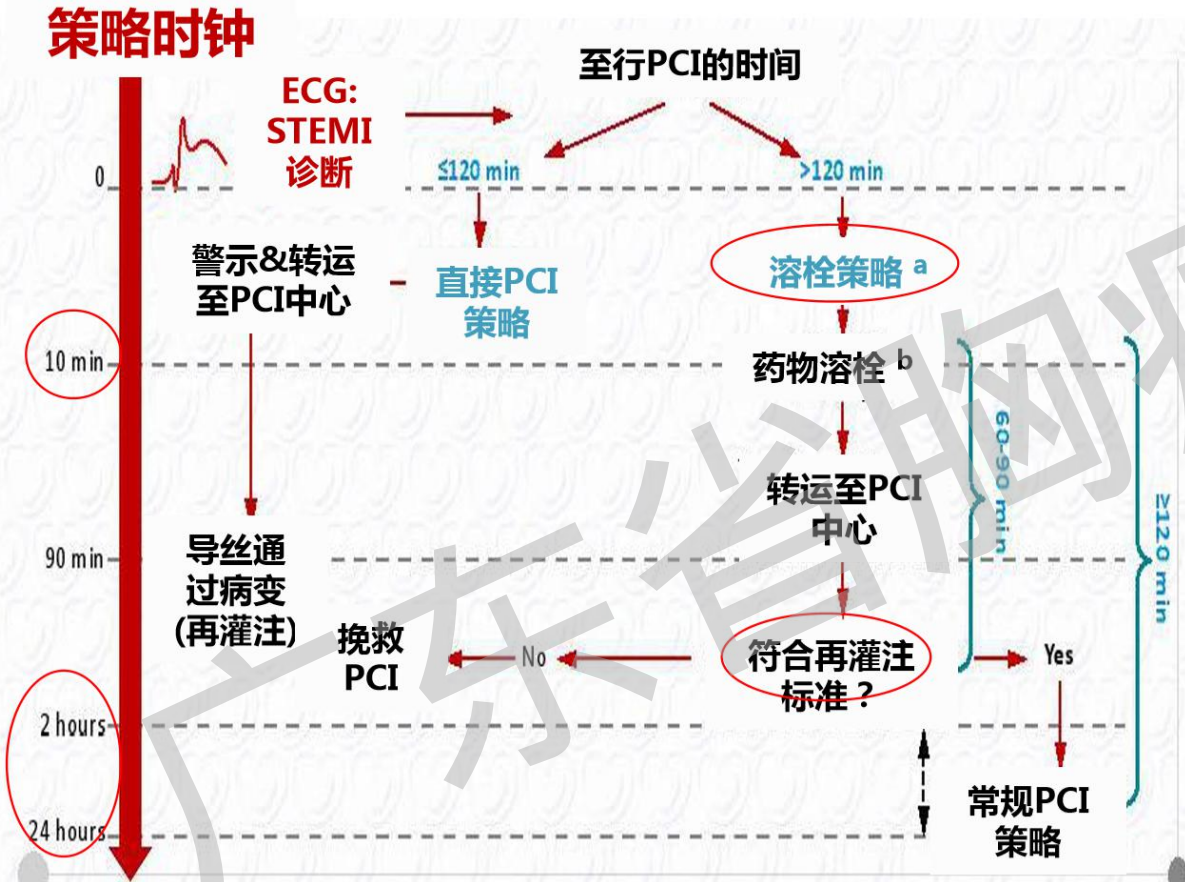 策略时钟
至行PCI的时间
ECG:
STEMI
诊断
0
≤120 min
>120 min
警示&转运
至PCI中心
直接PCI
策略
溶栓策略 a
10 min
药物溶栓 b
60-90 min
≥120 min
转运至PCI
中心
90 min
导丝通
过病变
(再灌注)
挽救
PCI
No
符合再灌注
标准？
Yes
2 hours
常规PCI
策略
24 hours
广东省胸